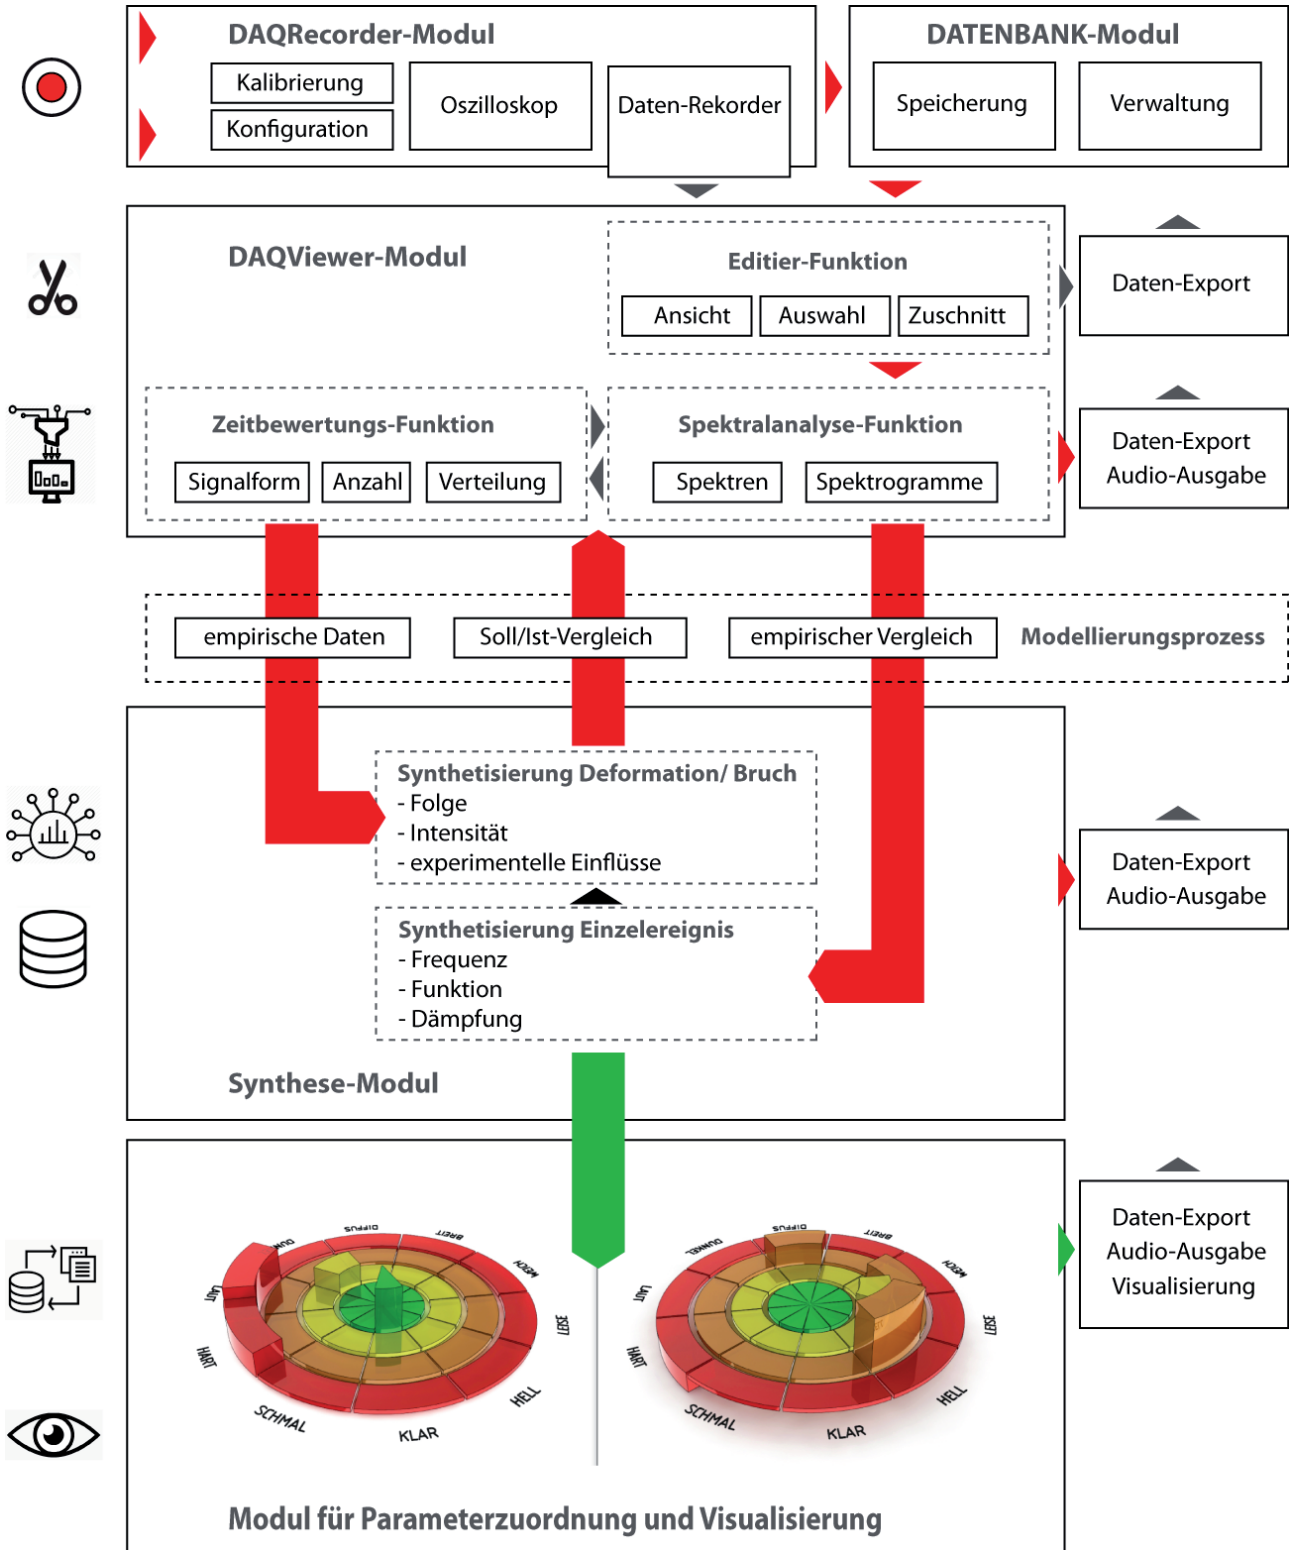 DAQRecorder-Modul
Kalibrierung
Konfiguration
Oszilloskop
Daten-Rekorder
DATENBANK-Modul
Speicherung
Verwaltung
DAQViewer-Modul
Editier-Funktion
Ansicht
Auswahl
Zuschnitt
Daten-Export
Zeitbewertungs-Funktion
Signalform
Anzahl
Verteilung
Spektralanalyse-Funktion
Spektren
Spektrogramme
Daten-Export
Audio-Ausgabe
empirische Daten
Soll/Ist-Vergleich
empirischer Vergleich
Modellierungsprozess
Synthetisierung Deformation/ Bruch
- Folge
- Intensität
- experimentelle Einflüsse
Synthetisierung Einzelereignis
- Frequenz
- Funktion
- Dämpfung
Synthese-Modul
Daten-Export
Audio-Ausgabe
DUN
DIFFUS
BREIT
WEICH
LEISE
HELL
KLAR
SCHMAL
HART
LAUT
DUNKEL
DIFFUS
BREIT
WEICH
LEISE
HELL
KLAR
SCHMAL
HART
LAUT
Daten-Export
Audio-Ausgabe
Visualisierung
Modul für Parameterzuordnung und Visualisierung